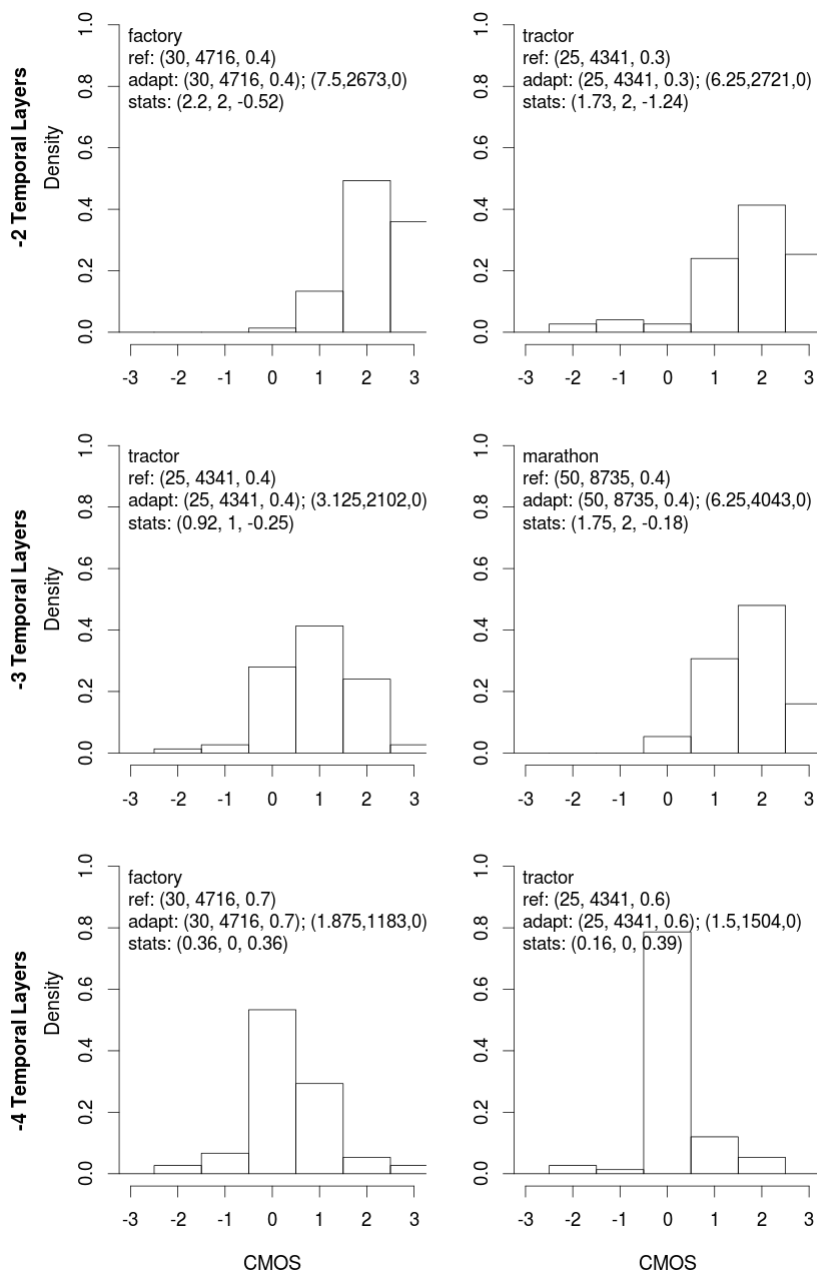 -2 Temporal Layers
Density
1.0
0.8
0.6
0.4
0.2
0.0
factory
ref: (30, 4716, 0.4)
adapt: (30, 4716, 0.4); (7.5,2673,0)
stats: (2.2, 2, -0.52)
-3 -2 -1 0 1 2 3
1.0
0.8
0.6
0.4
0.2
0.0
tractor
ref: (25, 4341, 0.3)
adapt: (25, 4341, 0.3); (6.25,2721,0)
stats: (1.73, 2, -1.24)
-3 -2 -1 0 1 2 3
-3 Temporal Layers
Density
1.0
0.8
0.6
0.4
0.2
0.0
tractor
ref: (25, 4341, 0.4)
adapt: (25, 4341, 0.4); (3.125,2102,0)
stats: (0.92, 1, -0.25)
-3 -2 -1 0 1 2 3
1.0
0.8
0.6
0.4
0.2
0.0
marathon
ref: (50, 8735, 0.4)
adapt: (50, 8735, 0.4); (6.25,4043,0)
stats: (1.75, 2, -0.18)
-3 -2 -1 0 1 2 3
-4 Temporal Layers
Density
1.0
0.8
0.6
0.4
0.2
0.0
factory
ref: (30, 4716, 0.7)
adapt: (30, 4716, 0.7); (1.875,1183,0)
stats: (0.36, 0, 0.36)
-3 -2 -1 0 1 2 3
CMOS
1.0
0.8
0.6
0.4
0.2
0.0
tractor
ref: (25, 4341, 0.6)
adapt: (25, 4341, 0.6); (1.5,1504,0)
stats: (0.16, 0, 0.39)
-3 -2 -1 0 1 2 3
CMOS